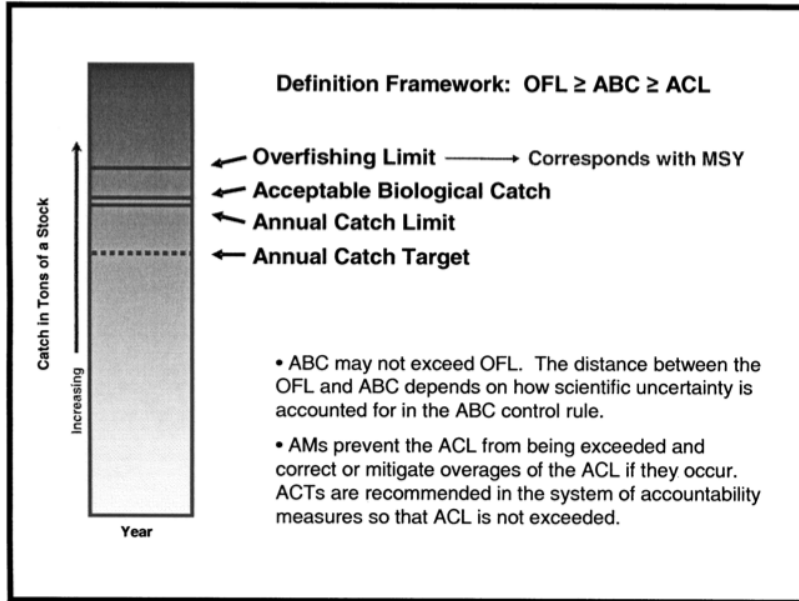 Definition Framework: OFL ≥ ABC ≥ ACL
Overfishing Limit
Corresponds with MSY
Acceptable Biological Catch
Annual Catch Limit
Annual Catch Target
Catch in Tons of a Stock
Increasing
Year
• ABC may not exceed OFL. The distance between the
OFL and ABC depends on how scientific uncertainty is
accounted for in the ABC control rule.
• AMs prevent the ACL from being exceeded and
correct or mitigate overages of the ACL if they occur.
ACTs are recommended in the system of accountability
measures so that ACL is not exceeded.